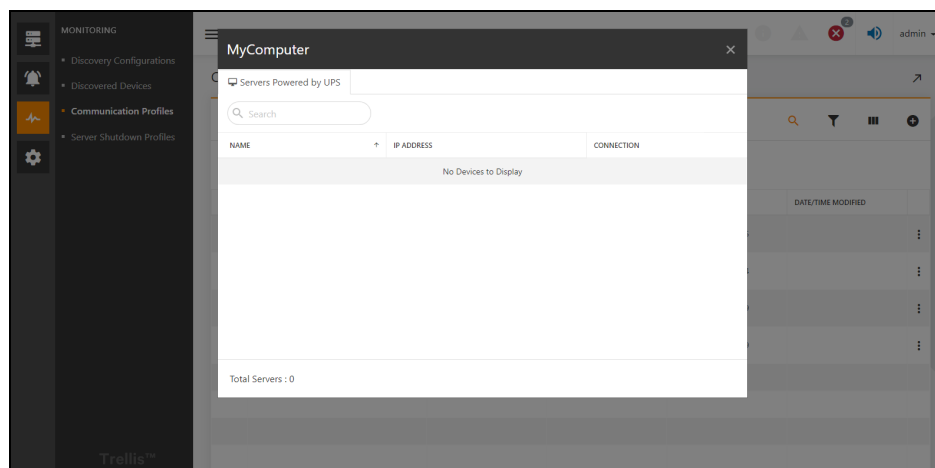 MONITORING
Discovery Configurations
Discovered Devices
Communication Profiles
Server Shutdown Profiles
Trellis™
2
admin
MyComputer
Servers Powered by UPS
Search
NAME
IP ADDRESS
CONNECTION
No Devices to Display
Total Servers : 0
DATE/TIME MODIFIED